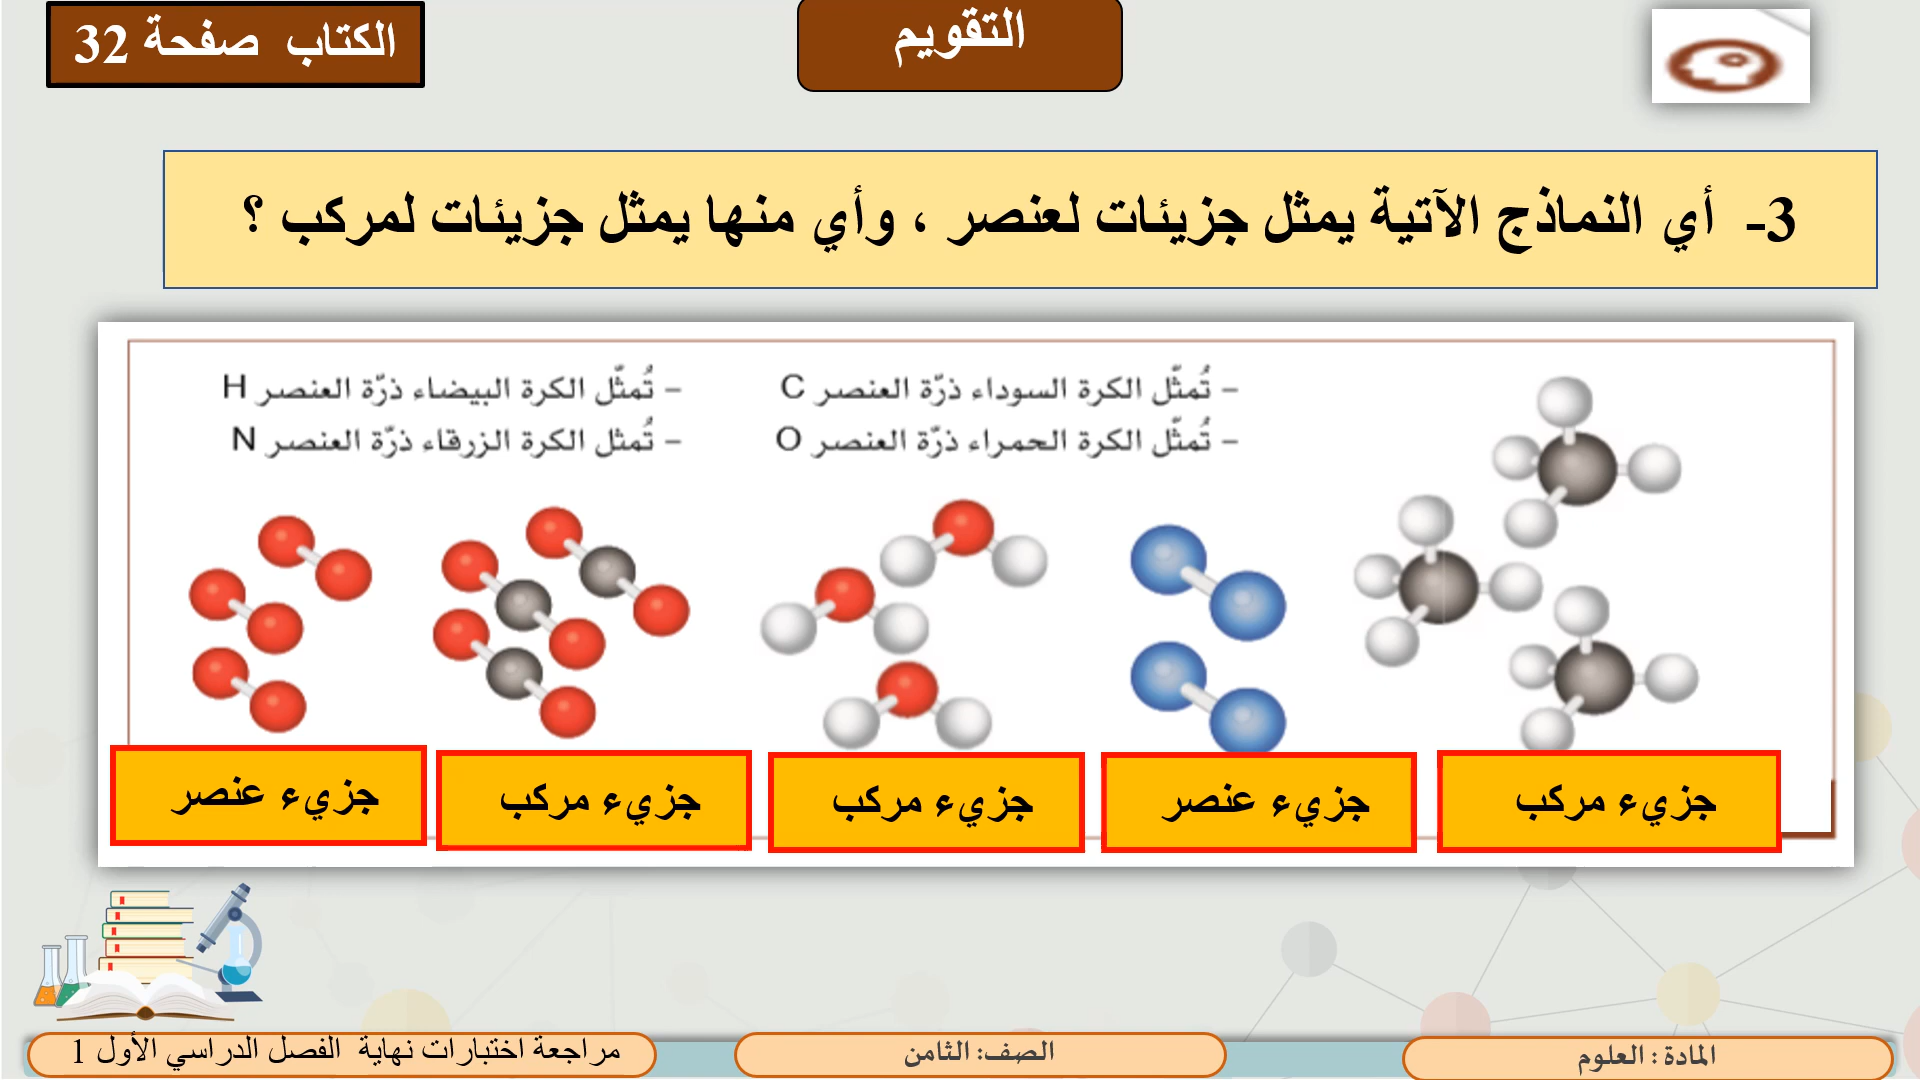 التقويم
الكتاب صفحة 32
3- أي النماذج الآتية يمثل جزيئات لعنصر ، وأي منها يمثل جزيئات لمركب ؟
– تُمثّل الكرة السوداء ذرّة العنصر C
– تُمثّل الكرة البيضاء ذرّة العنصر H
– تُمثّل الكرة الحمراء ذرّة العنصر O
– تُمثل الكرة الزرقاء ذرّة العنصر N
جزيء مركب
جزيء عنصر
جزيء مركب
جزيء مركب
جزيء عنصر
المادة : العلوم
الصف: الثامن
مراجعة اختبارات نهاية الفصل الدراسي الأول 1